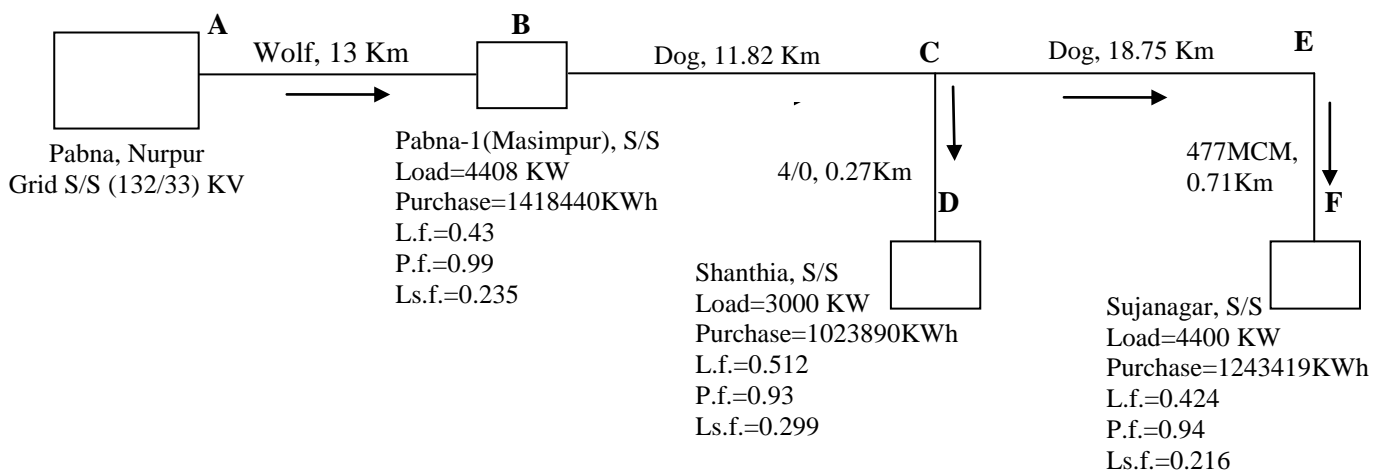 A
B
C
E
Wolf, 13 Km
Dog, 11.82 Km
Dog, 18.75 Km
Pabna, Nurpur
Grid S/S (132/33) KV
Pabna-1(Masimpur), S/S
Load=4408 KW
Purchase=1418440KWh
L.f.=0.43
P.f.=0.99
Ls.f.=0.235
4/0, 0.27Km
D
477MCM,
0.71Km
F
Shanthia, S/S
Load=3000 KW
Purchase=1023890KWh
L.f.=0.512
P.f.=0.93
Ls.f.=0.299
Sujanagar, S/S
Load=4400 KW
Purchase=1243419KWh
L.f.=0.424
P.f.=0.94
Ls.f.=0.216